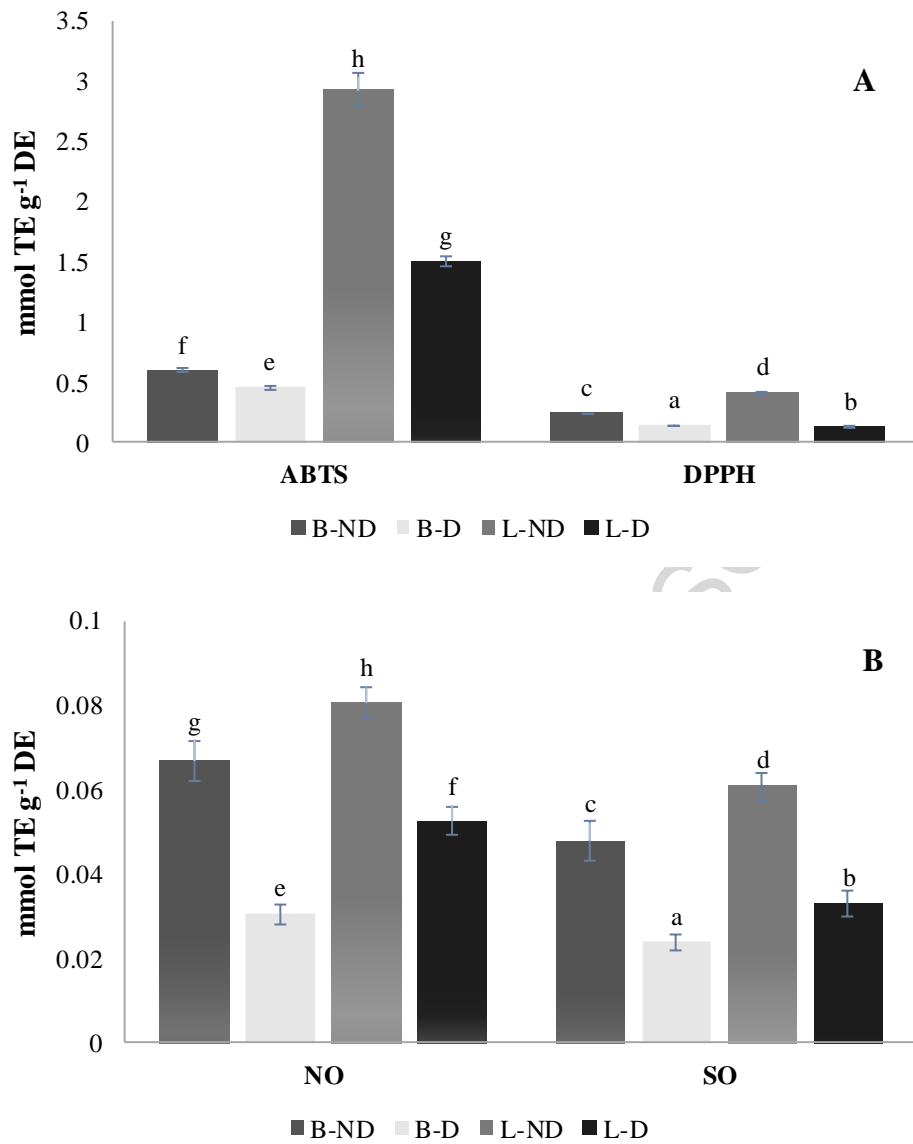 3.5
3
2.5
2
1.5
1
0.5
0
mmol TE g-1 DE
A
f
e
h
g
c
a
d
b
ABTS
DPPH
B-ND B-D L-ND L-D
0.1
0.08
0.06
0.04
0.02
0
mmol TE g-1 DE
B
g
e
h
f
c
a
d
b
NO
SO
B-ND B-D L-ND L-D